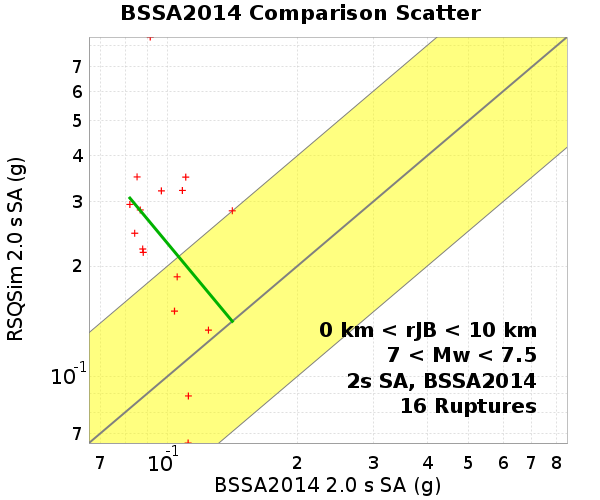 BSSA2014 Comparison Scatter
RSQSim 2.0 s SA (g)
7
6
5
4
3
2
10-1
7
0 km < rJB < 10 km
7 < Mw < 7.5
2s SA, BSSA2014
16 Ruptures
7 10-1 2 3 4 5 6 7 8
BSSA2014 2.0 s SA (g)